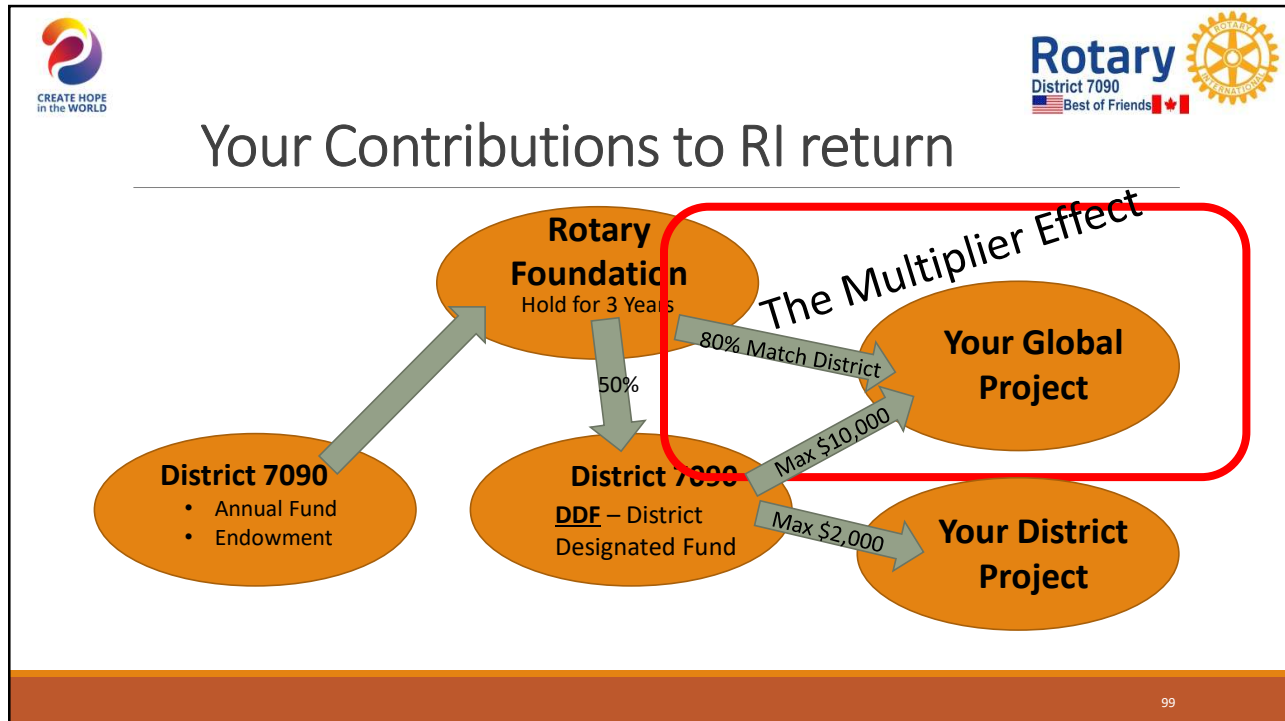 CREATE HOPE
in the WORLD
Rotary
District 7090
Best of Friends
ROTARY
INTERNATIONAL
Your Contributions to RI return
The Multiplier Effect
Rotary
Foundation
Hold for 3 Years
80% Match District
Your Global
Project
50%
Max $10,000
District 7090
• Annual Fund
• Endowment
District 7090
DDF – District
Designated Fund
Max $2,000
Your District
Project
99